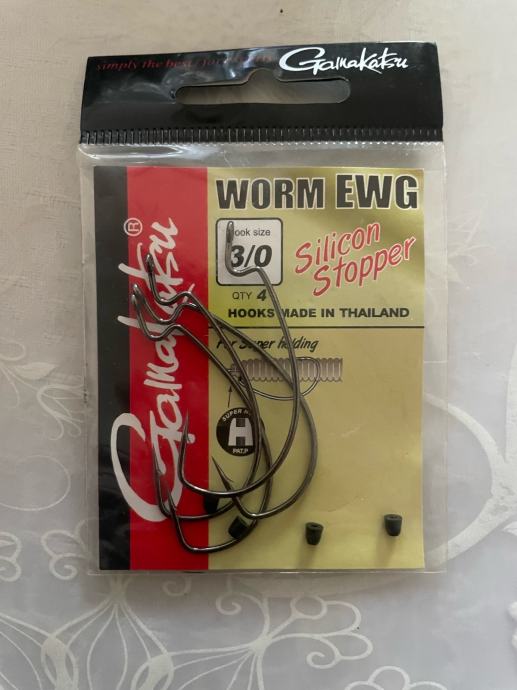 simply the best
Gamakatsu
WORM EWG
Hook size
3/0
Silicon
Stopper
QTY 4
HOOKS MADE IN THAILAND
For Super holding
Gamakatsu®
SUPER
H
PAT.P